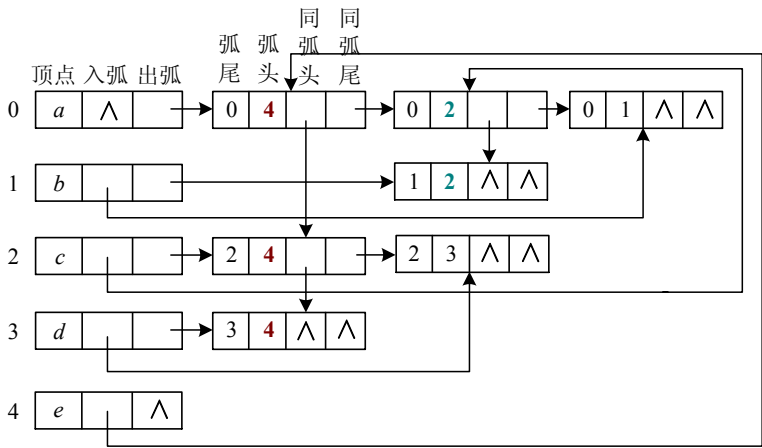 顶点 入弧 出弧 弧尾 弧头 同弧头 同弧尾
0 a ∧ 0 4 0 2 0 1 ∧ ∧
1 b 1 2 ∧ ∧
2 c 2 4 2 3 ∧ ∧
3 d 3 4 ∧ ∧
4 e ∧